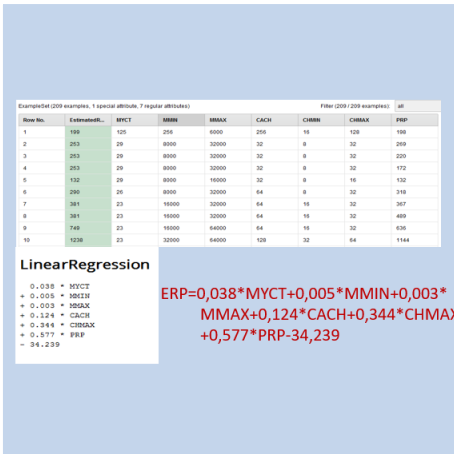 ExampleSet (209 examples, 1 special attribute, 7 regular attributes) Filter (209 / 209 examples): all
Row No. EstimatedR... MYCT MMIN MMAX CACH CHMIN CHMAX PRP
1 199 125 256 6000 256 16 128 198
2 253 29 8000 32000 32 8 32 269
3 253 29 8000 32000 32 8 32 220
4 253 29 8000 32000 32 8 32 172
5 132 29 8000 16000 32 8 16 132
6 290 26 8000 32000 64 8 32 318
7 381 23 16000 32000 64 16 32 367
8 381 23 16000 32000 64 16 32 489
9 749 23 16000 64000 64 16 32 636
10 1238 23 32000 64000 128 32 64 1144
LinearRegression
0.038 * MYCT
+ 0.005 * MMIN
+ 0.003 * MMAX
+ 0.124 * CACH
+ 0.344 * CHMAX
+ 0.577 * PRP
- 34.239
ERP=0,038*MYCT+0,005*MMIN+0,003*
MMAX+0,124*CACH+0,344*CHMAX
+0,577*PRP-34,239